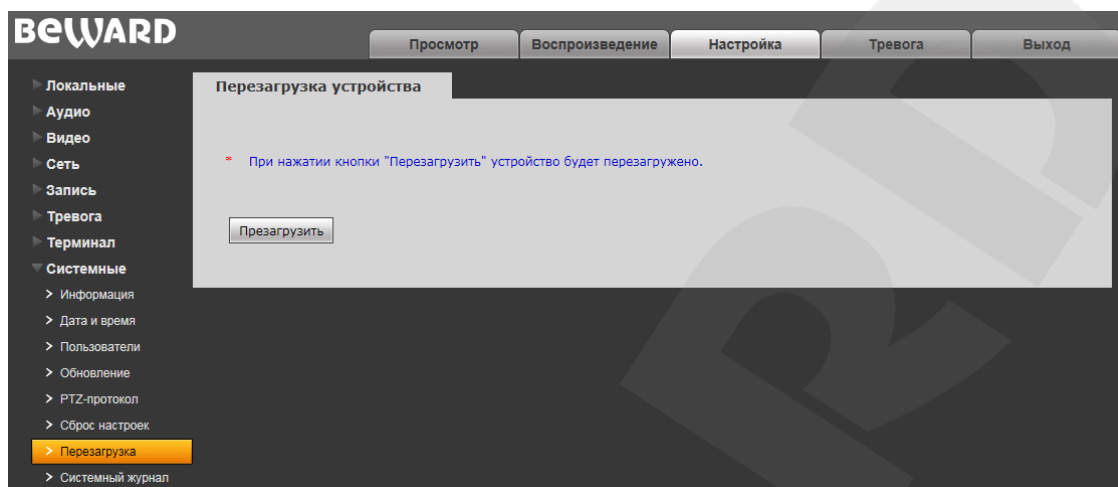 BEWARD
Просмотр
Воспроизведение
Настройка
Тревога
Выход
Локальные
Аудио
Видео
Сеть
Запись
Тревога
Терминал
Системные
Информация
Дата и время
Пользователи
Обновление
PTZ-протокол
Сброс настроек
Перезагрузка
Системный журнал
Перезагрузка устройства
* При нажатии кнопки "Перезагрузить" устройство будет перезагружено.
Презагрузить